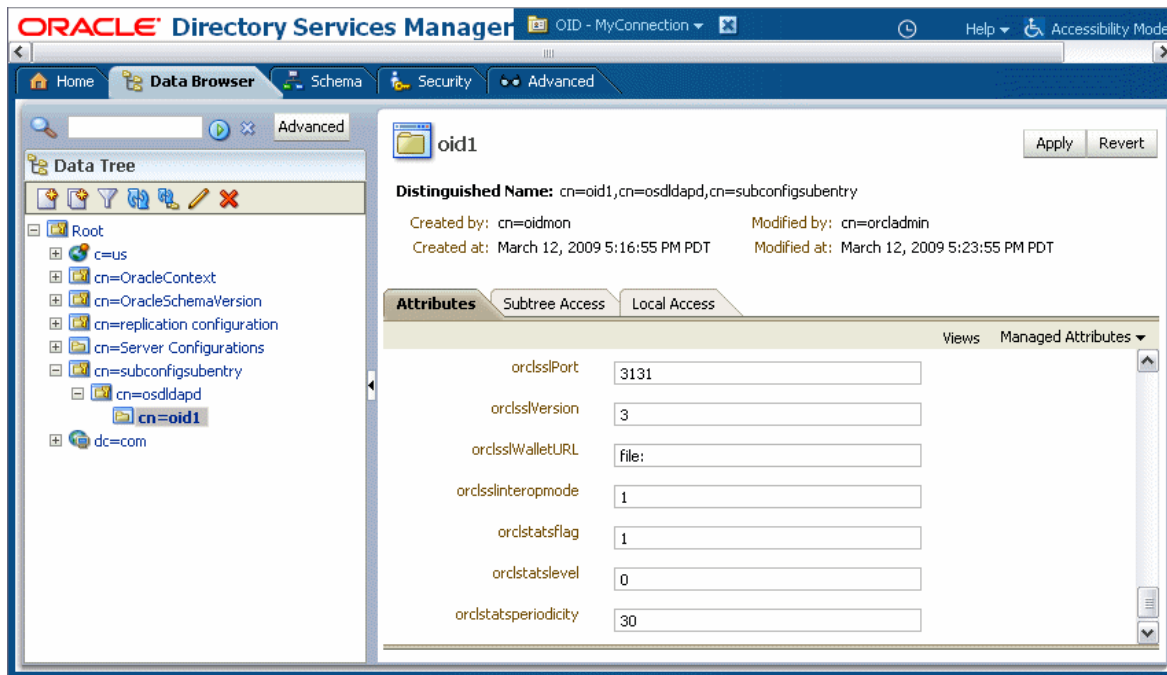 ORACLE Directory Services Manager OID - MyConnection Help Accessibility Mode
Home Data Browser Schema Security Advanced
Advanced
Data Tree
Root
c=us
cn=OracleContext
cn=OracleSchemaVersion
cn=replication configuration
cn=Server Configurations
cn=subconfigsubentry
cn=osdldapd
cn=oid1
dc=com
oid1
Apply Revert
Distinguished Name: cn=oid1,cn=osdldapd,cn=subconfigsubentry
Created by: cn=oidmon Modified by: cn=orcladmin
Created at: March 12, 2009 5:16:55 PM PDT Modified at: March 12, 2009 5:23:55 PM PDT
Attributes Subtree Access Local Access
Views Managed Attributes
orclsslPort 3131
orclsslVersion 3
orclsslWalletURL file:
orclsslinteropmode 1
orclstatsflag 1
orclstatslevel 0
orclstatsperiodicity 30